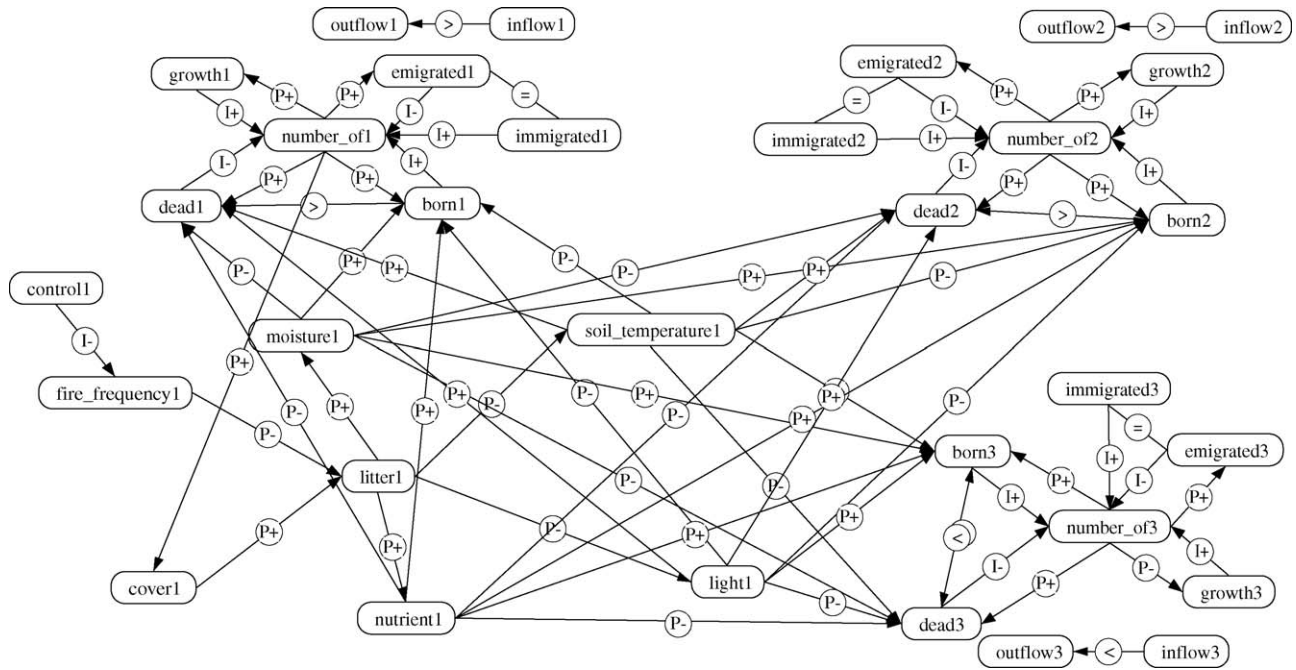 outflow1 > inflow1
outflow2 > inflow2
growth1 P+ P+ emigrated1
emigrated2 P+ P+ growth2
I+ I- =
= I- I+
number_of1 I+ immigrated1
immigrated2 I+ number_of2
I- P+ P+ I+
I- P+ P+ I+
dead1 > born1
dead2 > born2
P- P+ P+ P- P- P+ P+ P-
control1
I-
moisture1 soil_temperature1
P+
fire_frequency1
P- P- P+ P+ P- P+ P- P- P+ P+ P+ P-
immigrated3
=
I+ I-
emigrated3
litter1
born3
P+ P+
I+
number_of3
P+ P+ P- P- P+ P+ P+
< I- P+ P- I+
cover1
light1
growth3
nutrient1
P- P-
dead3
outflow3 < inflow3